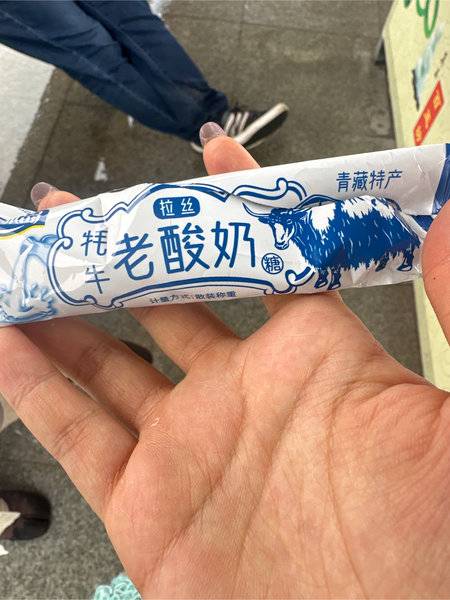 拉丝
青藏特产
牦牛
老酸奶
糖
计量方式:散装称重